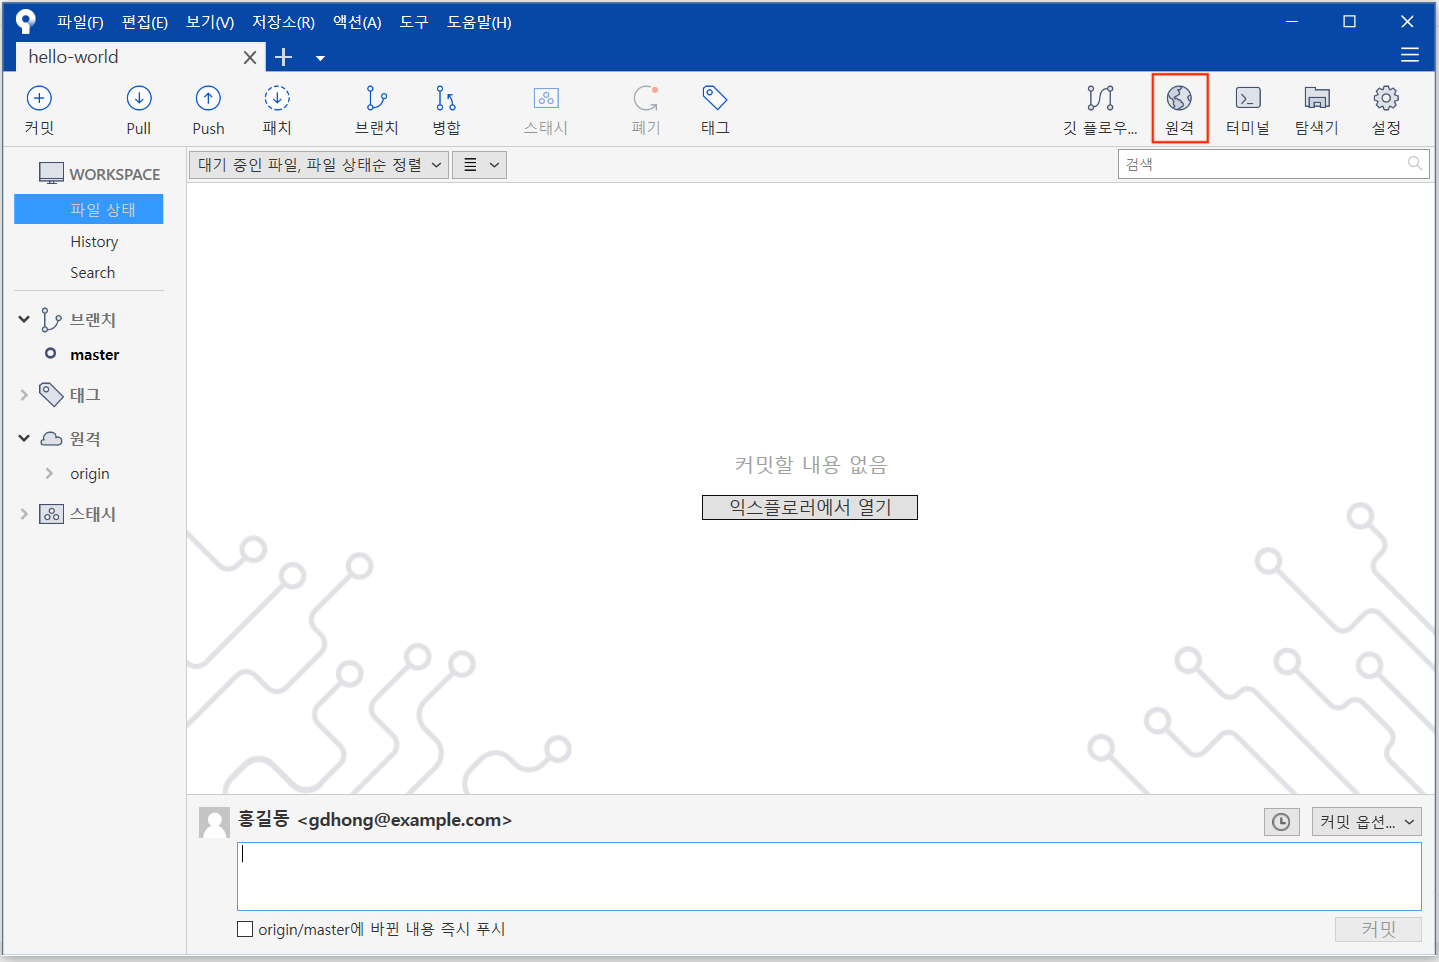 파일(F) 편집(E) 보기(V) 저장소(R) 액션(A) 도구 도움말(H)
hello-world
커밋 Pull Push 패치 브랜치 병합 스태시 폐기 태그 깃 플로우... 원격 터미널 탐색기 설정
WORKSPACE
파일 상태
History
Search
브랜치
master
태그
원격
origin
스태시
대기 중인 파일, 파일 상태순 정렬
검색
커밋할 내용 없음
익스플로러에서 열기
홍길동 <gdhong@example.com>
커밋 옵션...
origin/master에 바뀐 내용 즉시 푸시
커밋